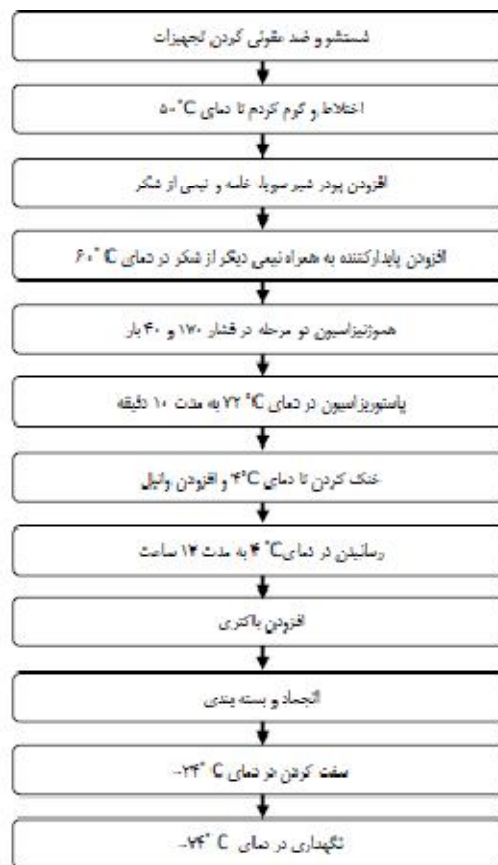 شستشو و ضد عفونی کردن تجهیزات
اختلاط و گرم کردم تا دمای ۵۰°C
افزودن پودر شیر سویا، خامه و نیمی از شکر
افزودن پایدارکننده به همراه نیمی دیگر از شکر در دمای ۶۰°C
هموژنیزاسیون دو مرحله در فشار ۱۷۰ و ۴۰ بار
پاستوریزاسیون در دمای ۷۲°C به مدت ۱۰ دقیقه
خنک کردن تا دمای ۴°C و افزودن وانیل
رسانیدن در دمای ۴°C به مدت ۱۲ ساعت
افزودن باکتری
انجماد و بسته بندی
سفت کردن در دمای ۲۴°C-
نگهداری در دمای ۲۴°C-